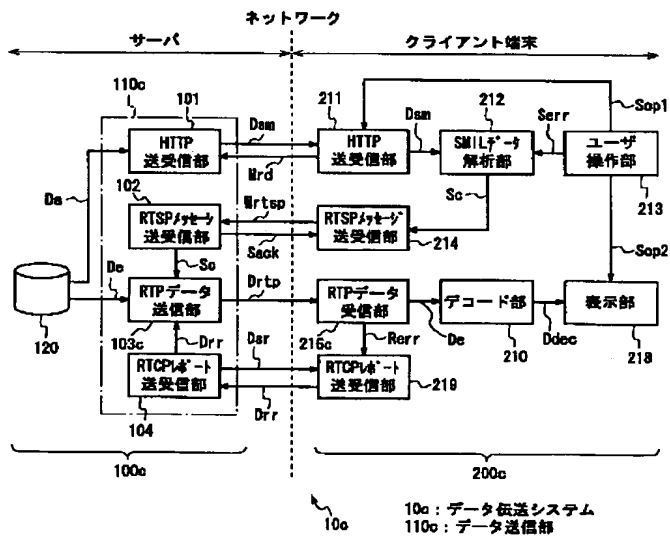 ネットワーク
サーバ
クライアント端末
110c
101
211
212
Sop1
HTTP
送受信部
Dsm
HTTP
送受信部
Dsm
SMILデータ
解析部
Serr
ユーザ
操作部
Mrd
213
Ds
102
Mrtsp
Sc
RTSPメッセージ
送受信部
RTSPメッセージ
送受信部
Sack
214
Sop2
Sc
De
Drtp
RTPデータ
送信部
RTPデータ
受信部
デコード部
表示部
120
103c
Drr
Dsr
216c
Rerr
De
210
Ddec
218
RTCPレポート
送受信部
RTCPレポート
送受信部
219
104
Drr
100c
200c
10c
10c：データ伝送システム
110c：データ送信部